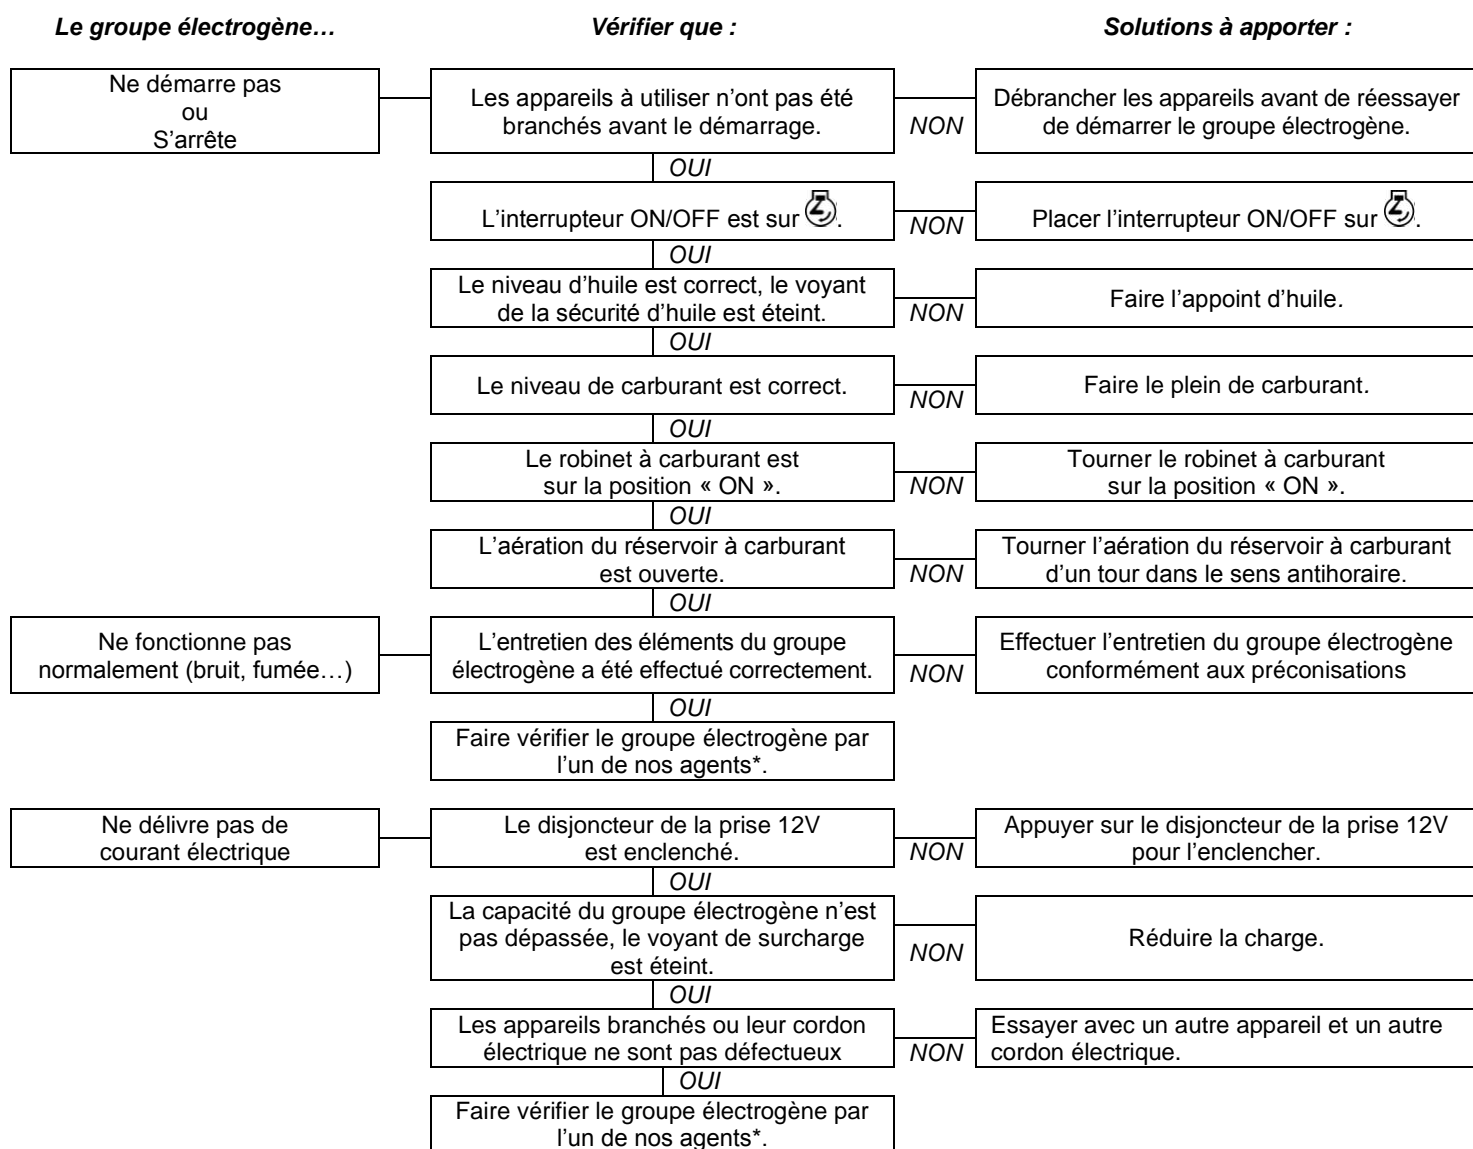 Le groupe électrogène…
Vérifier que :
Solutions à apporter :
Ne démarre pas
ou
S’arrête
Les appareils à utiliser n’ont pas été
branchés avant le démarrage.
NON
Débrancher les appareils avant de réessayer
de démarrer le groupe électrogène.
OUI
L’interrupteur ON/OFF est sur .
NON
Placer l’interrupteur ON/OFF sur .
OUI
Le niveau d’huile est correct, le voyant
de la sécurité d’huile est éteint.
NON
Faire l’appoint d’huile.
OUI
Le niveau de carburant est correct.
NON
Faire le plein de carburant.
OUI
Le robinet à carburant est
sur la position « ON ».
NON
Tourner le robinet à carburant
sur la position « ON ».
OUI
L’aération du réservoir à carburant
est ouverte.
NON
Tourner l’aération du réservoir à carburant
d’un tour dans le sens antihoraire.
OUI
Ne fonctionne pas
normalement (bruit, fumée…)
L’entretien des éléments du groupe
électrogène a été effectué correctement.
NON
Effectuer l’entretien du groupe électrogène
conformément aux préconisations
OUI
Faire vérifier le groupe électrogène par
l’un de nos agents*.
Ne délivre pas de
courant électrique
Le disjoncteur de la prise 12V
est enclenché.
NON
Appuyer sur le disjoncteur de la prise 12V
pour l’enclencher.
OUI
La capacité du groupe électrogène n’est
pas dépassée, le voyant de surcharge
est éteint.
NON
Réduire la charge.
OUI
Les appareils branchés ou leur cordon
électrique ne sont pas défectueux
NON
Essayer avec un autre appareil et un autre
cordon électrique.
OUI
Faire vérifier le groupe électrogène par
l’un de nos agents*.